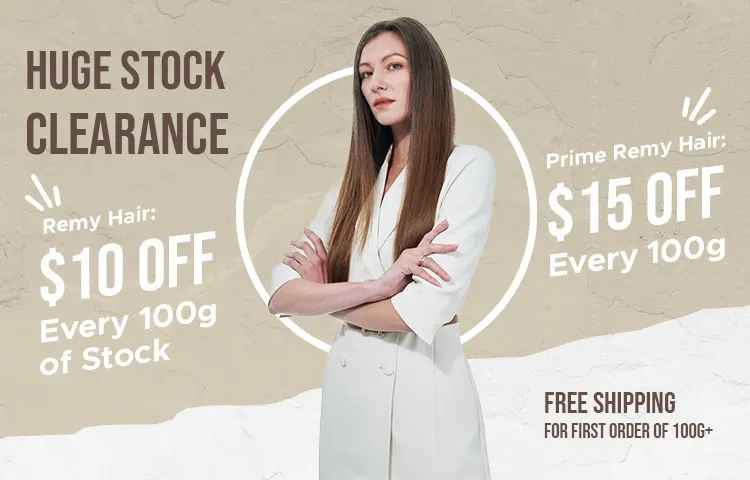 HUGE STOCK
CLEARANCE
Remy Hair:
$10 OFF
Every 100g
of Stock
Prime Remy Hair:
$15 OFF
Every 100g
FREE SHIPPING
FOR FIRST ORDER OF 100G+